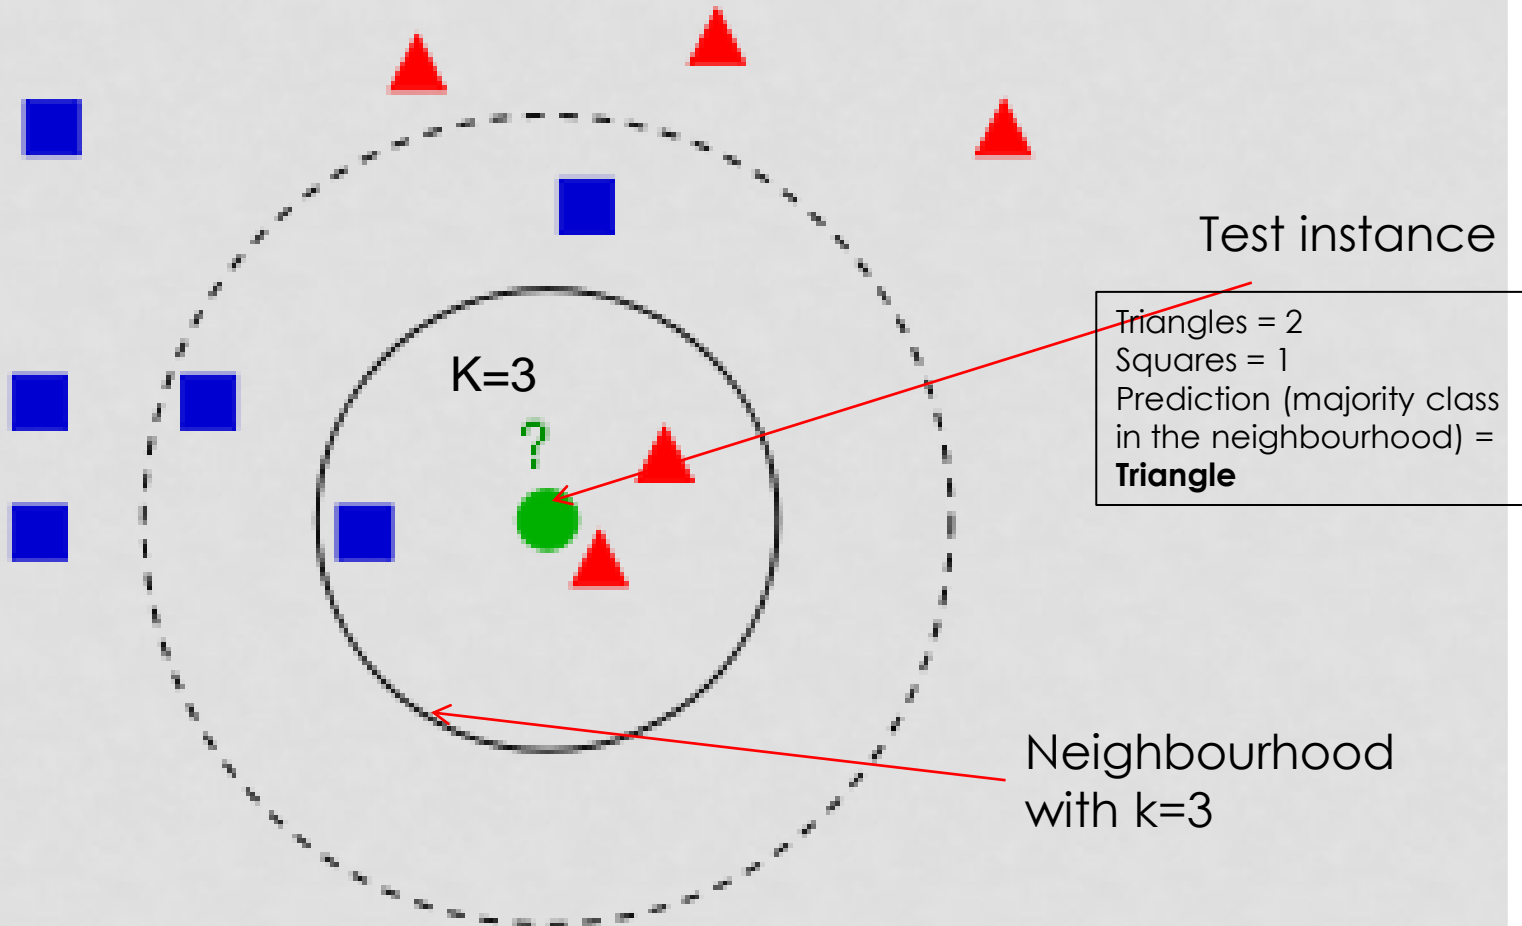 Test instance
Triangles = 2
Squares = 1
Prediction (majority class
in the neighbourhood) =
Triangle
K=3
?
Neighbourhood
with k=3